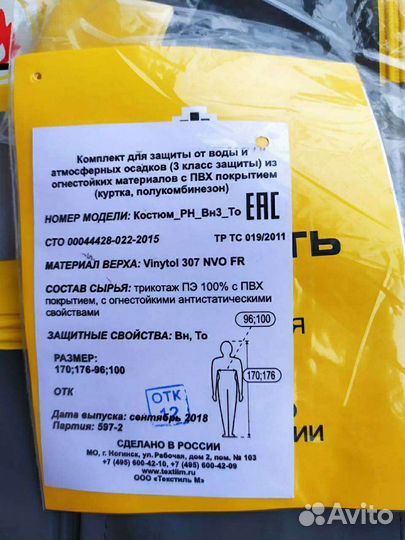 Комплект для защиты от воды и
атмосферных осадков (3 класс защиты) из
огнестойких материалов с ПВХ покрытием
(куртка, полукомбинезон)
НОМЕР МОДЕЛИ: Костюм_РН_Вн3_То
ЕАС
СТО 00044428-022-2015 ТР ТС 019/2011
МАТЕРИАЛ ВЕРХА: Vinytol 307 NVO FR
СОСТАВ СЫРЬЯ: трикотаж ПЭ 100% с ПВХ
покрытием, с огнестойкими антистатическими
свойствами
ЗАЩИТНЫЕ СВОЙСТВА: Вн, То
96;100
РАЗМЕР:
170;176-96;100
170;176
ОТК
ОТК
12
Дата выпуска: сентябрь 2018
Партия: 597-2
СДЕЛАНО В РОССИИ
МО, г. Ногинск, ул.Рабочая, дом 2, пом. № 103
+7 (495) 600-42-10, +7 (495) 600-42-09
www.textiim.ru
ООО «Текстиль М»
ТЬ
Я
О
ИИ
Avito